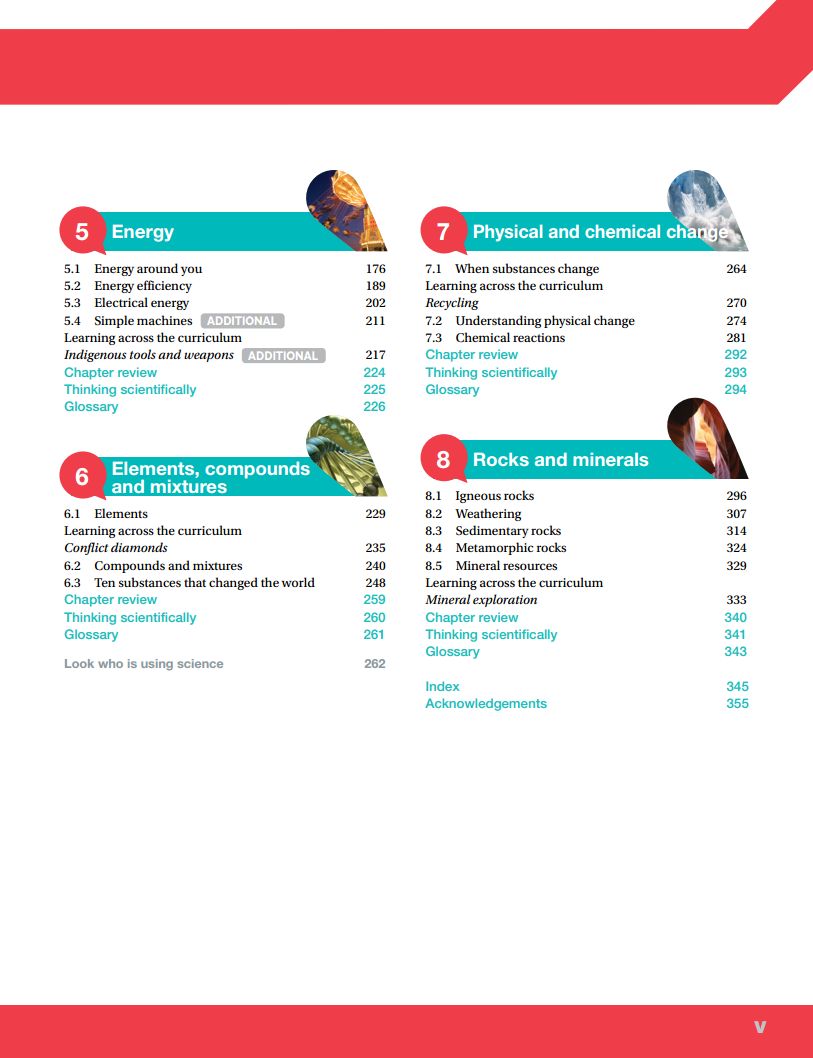 5 Energy
5.1 Energy around you 176
5.2 Energy efficiency 189
5.3 Electrical energy 202
5.4 Simple machines ADDITIONAL 211
Learning across the curriculum
Indigenous tools and weapons ADDITIONAL 217
Chapter review 224
Thinking scientifically 225
Glossary 226
6 Elements, compounds
and mixtures
6.1 Elements 229
Learning across the curriculum
Conflict diamonds 235
6.2 Compounds and mixtures 240
6.3 Ten substances that changed the world 248
Chapter review 259
Thinking scientifically 260
Glossary 261
Look who is using science 262
7 Physical and chemical change
7.1 When substances change 264
Learning across the curriculum
Recycling 270
7.2 Understanding physical change 274
7.3 Chemical reactions 281
Chapter review 292
Thinking scientifically 293
Glossary 294
8 Rocks and minerals
8.1 Igneous rocks 296
8.2 Weathering 307
8.3 Sedimentary rocks 314
8.4 Metamorphic rocks 324
8.5 Mineral resources 329
Learning across the curriculum
Mineral exploration 333
Chapter review 340
Thinking scientifically 341
Glossary 343
Index 345
Acknowledgements 355
v